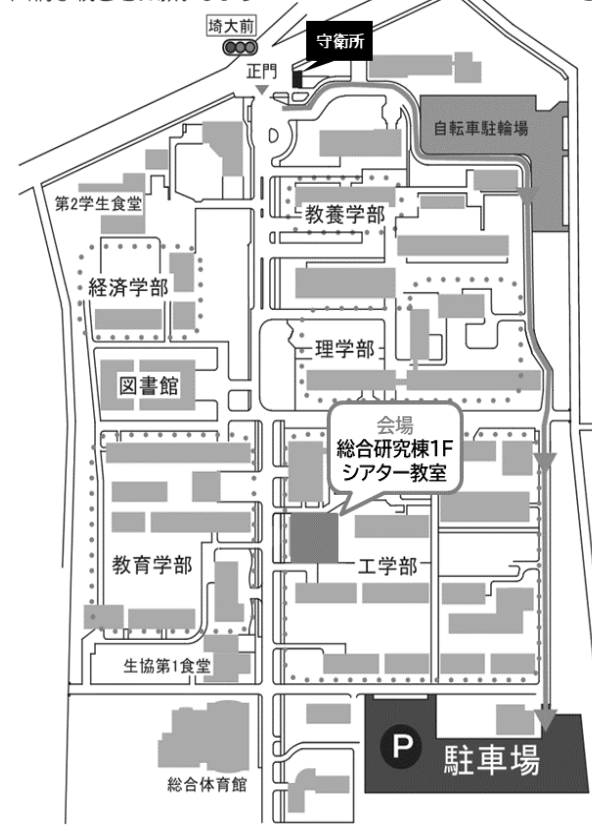 埼大前
守衛所
正門
自転車駐輪場
第2学生食堂
教養学部
経済学部
理学部
図書館
会場
総合研究棟1F
シアター教室
教育学部
工学部
生協第1食堂
P
駐車場
総合体育館